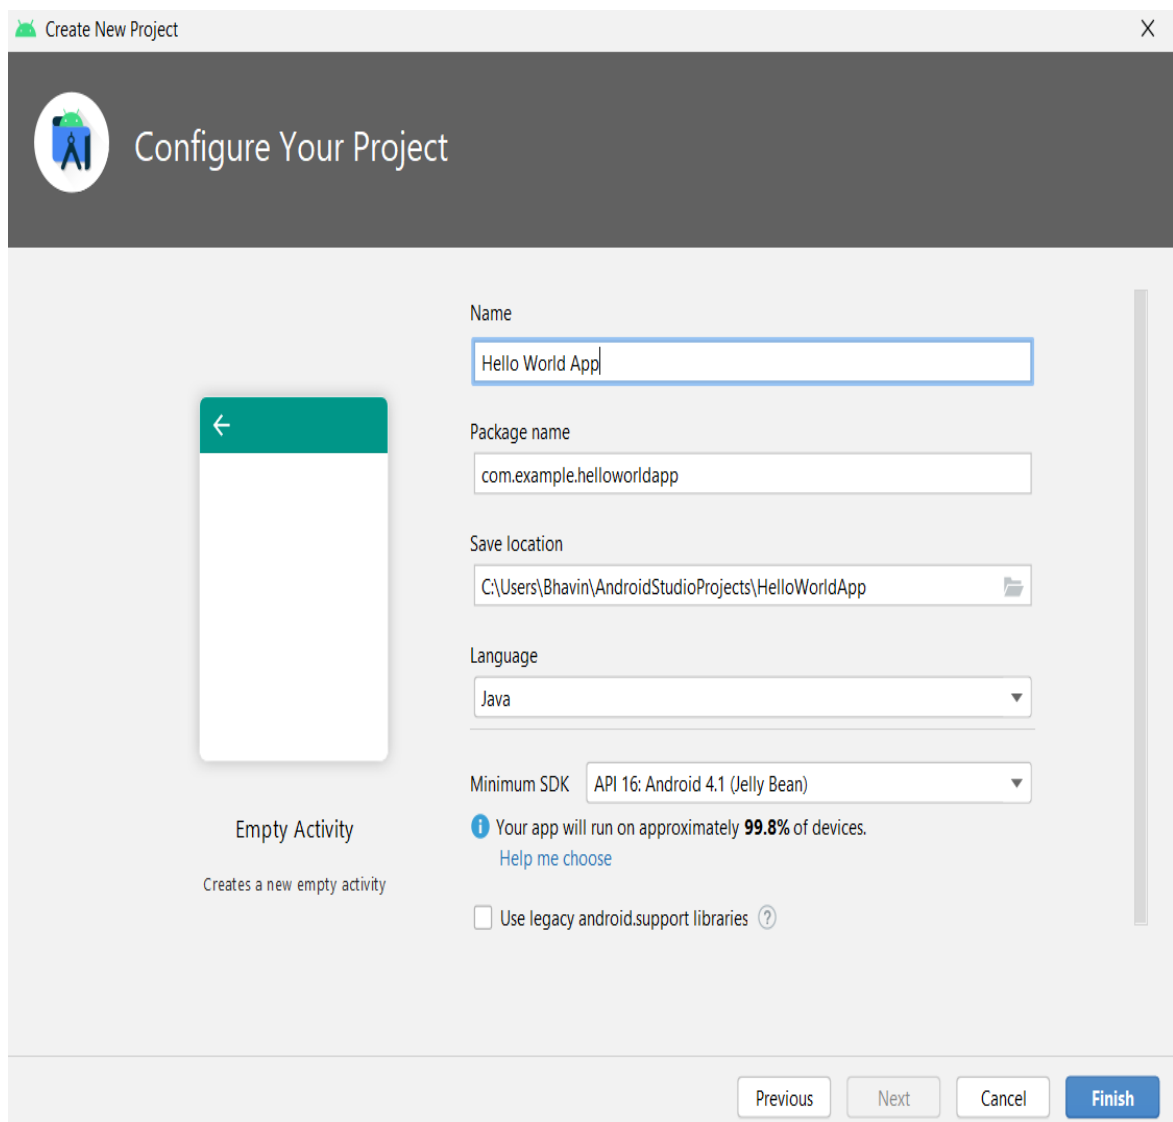 Create New Project
X
Configure Your Project
Name
Hello World App
Package name
com.example.helloworldapp
Save location
C:\Users\Bhavin\AndroidStudioProjects\HelloWorldApp
Language
Java
Minimum SDK API 16: Android 4.1 (Jelly Bean)
i Your app will run on approximately 99.8% of devices.
Help me choose
Use legacy android.support libraries ?
Empty Activity
Creates a new empty activity
Previous Next Cancel Finish